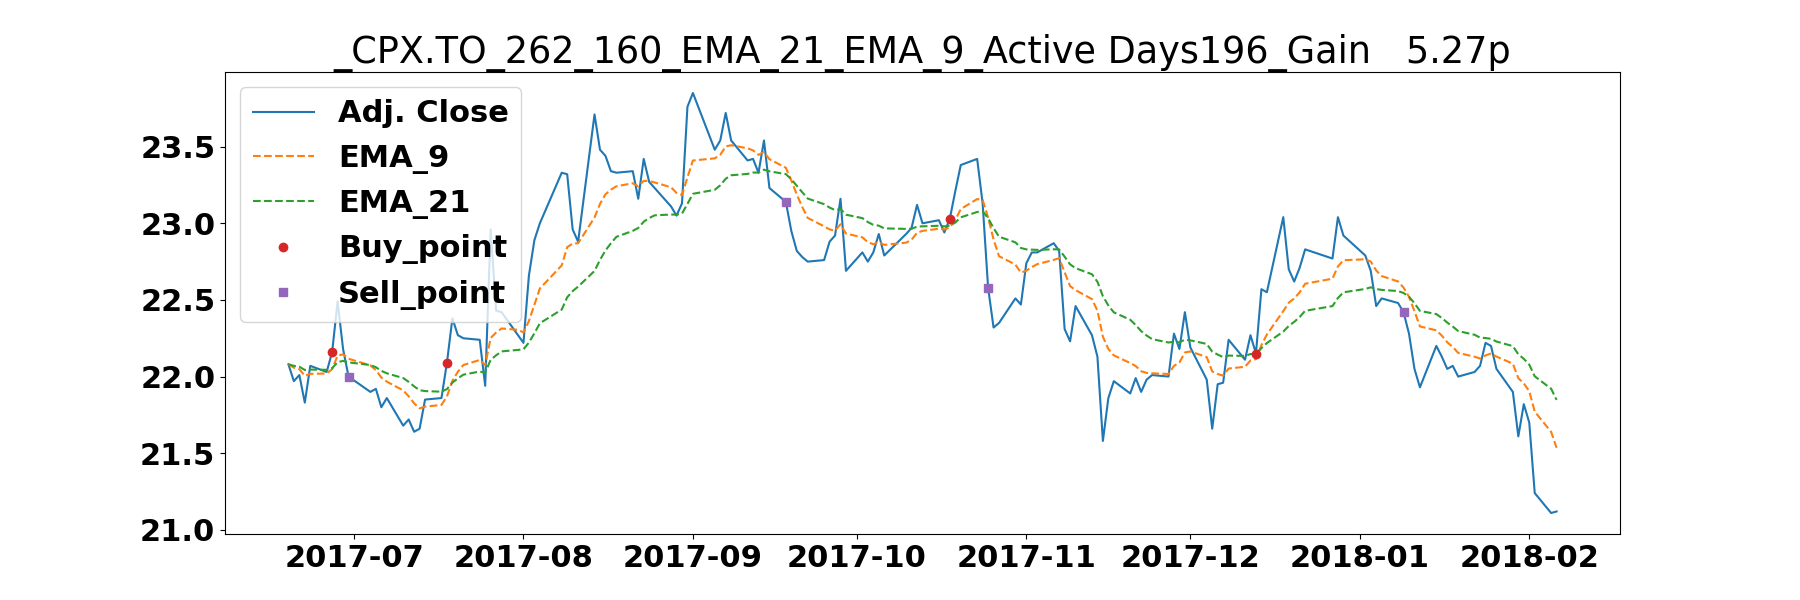 _CPX.TO_262_160_EMA_21_EMA_9_Active Days196_Gain   5.27p
Adj. Close
EMA_9
EMA_21
Buy_point
Sell_point
23.5
23.0
22.5
22.0
21.5
21.0
2017-07 2017-08 2017-09 2017-10 2017-11 2017-12 2018-01 2018-02